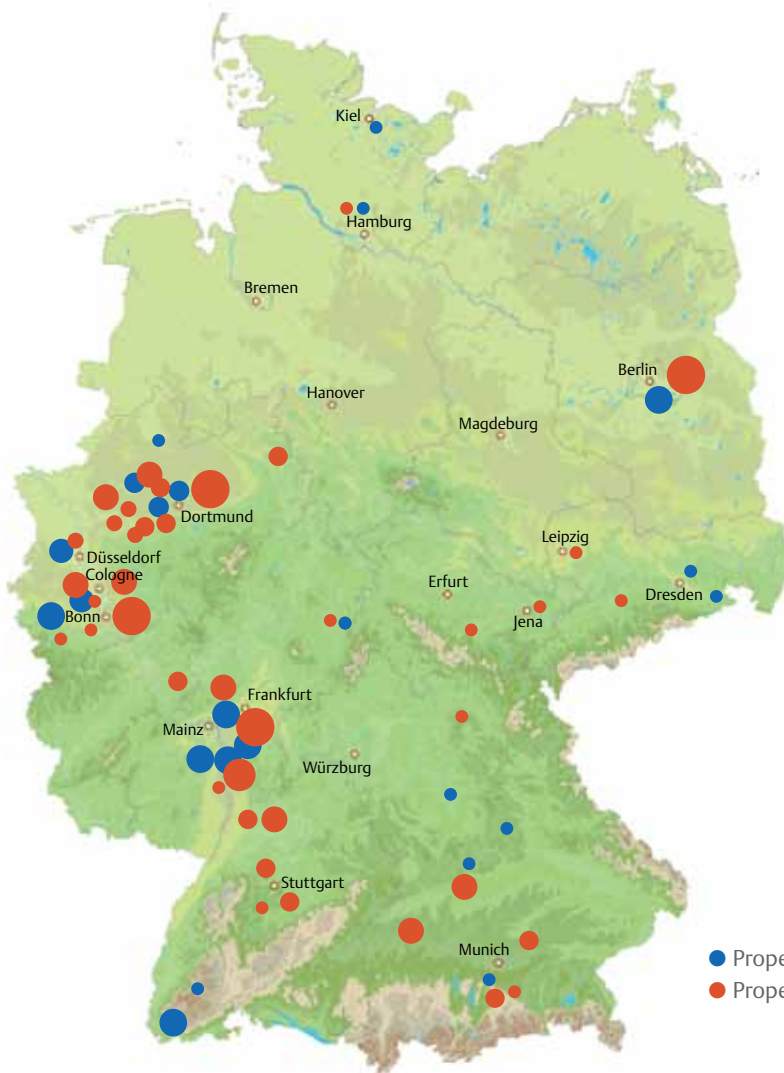 Kiel
Hamburg
Bremen
Berlin
Hanover
Magdeburg
Dortmund
Leipzig
Düsseldorf
Cologne
Erfurt
Dresden
Bonn
Jena
Frankfurt
Mainz
Würzburg
Stuttgart
Munich
Prope
Prope